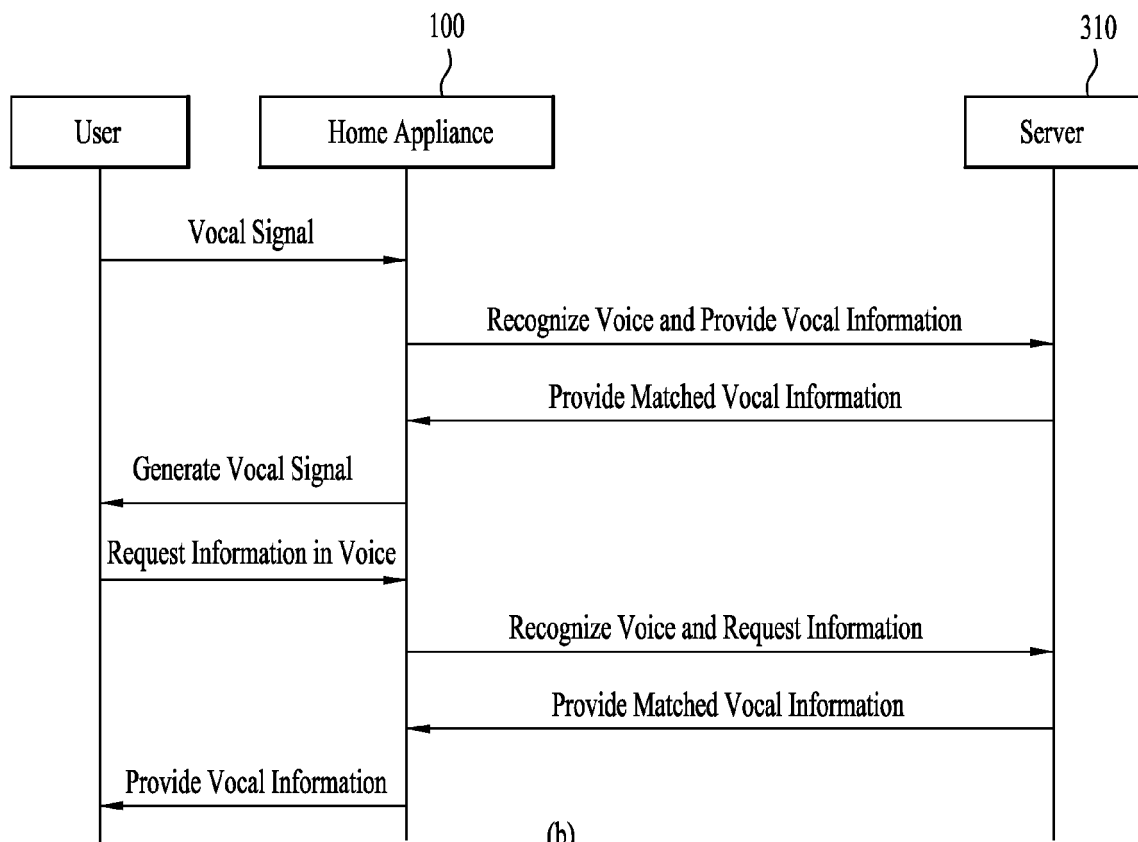 100
310
User
Home Appliance
Server
Vocal Signal
Recognize Voice and Provide Vocal Information
Provide Matched Vocal Information
Generate Vocal Signal
Request Information in Voice
Recognize Voice and Request Information
Provide Matched Vocal Information
Provide Vocal Information
(b)